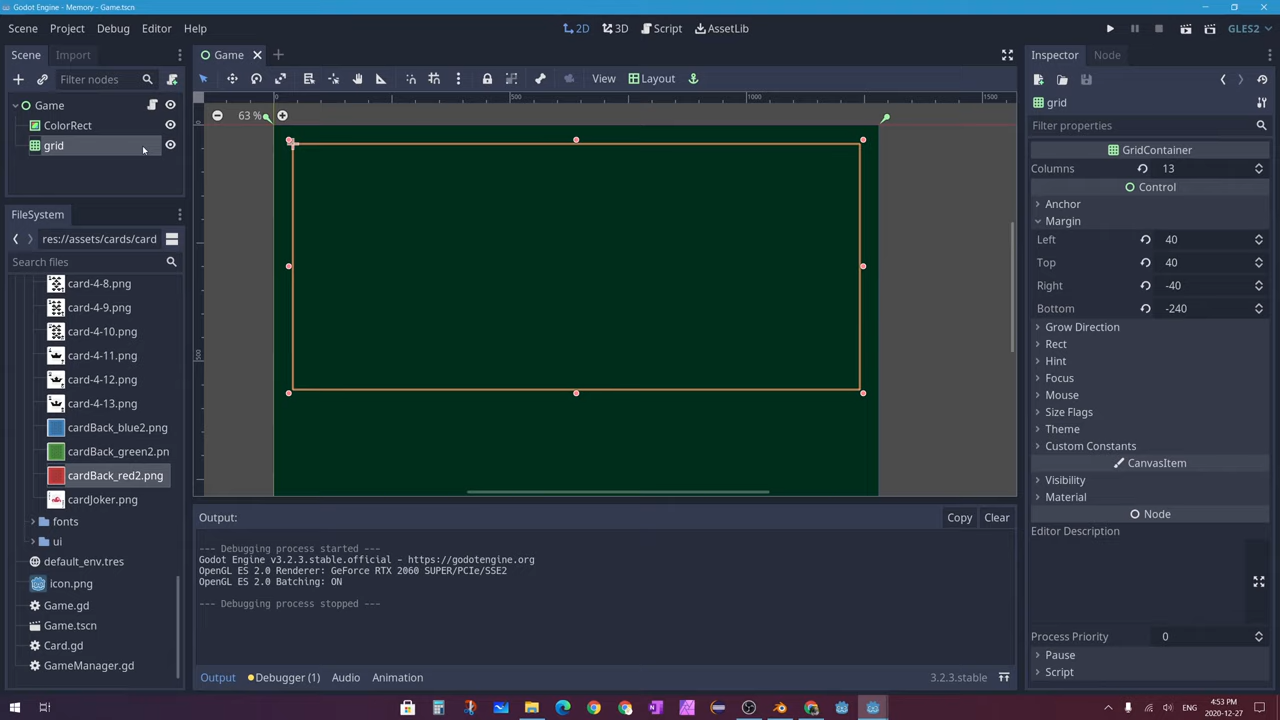 Godot Engine - Memory - Game.tscn
Scene Project Debug Editor Help
2D 3D Script AssetLib
GLES2
Scene Import
Filter nodes
Game
ColorRect
grid
FileSystem
res://assets/cards/card
Search files
card-4-8.png
card-4-9.png
card-4-10.png
card-4-11.png
card-4-12.png
card-4-13.png
cardBack_blue2.png
cardBack_green2.pn
cardBack_red2.png
cardJoker.png
fonts
ui
default_env.tres
icon.png
Game.gd
Game.tscn
Card.gd
GameManager.gd
Game
View Layout
0 500 1000 1500
63 %
0
500
Output:
Copy Clear
--- Debugging process started ---
Godot Engine v3.2.3.stable.official - https://godotengine.org
OpenGL ES 2.0 Renderer: GeForce RTX 2060 SUPER/PCIe/SSE2
OpenGL ES 2.0 Batching: ON
--- Debugging process stopped ---
Output Debugger (1) Audio Animation
3.2.3.stable
Inspector Node
grid
Filter properties
GridContainer
Columns 13
Control
Anchor
Margin
Left 40
Top 40
Right -40
Bottom -240
Grow Direction
Rect
Hint
Focus
Mouse
Size Flags
Theme
Custom Constants
CanvasItem
Visibility
Material
Node
Editor Description
Process Priority 0
Pause
Script
4:53 PM
2020-12-27